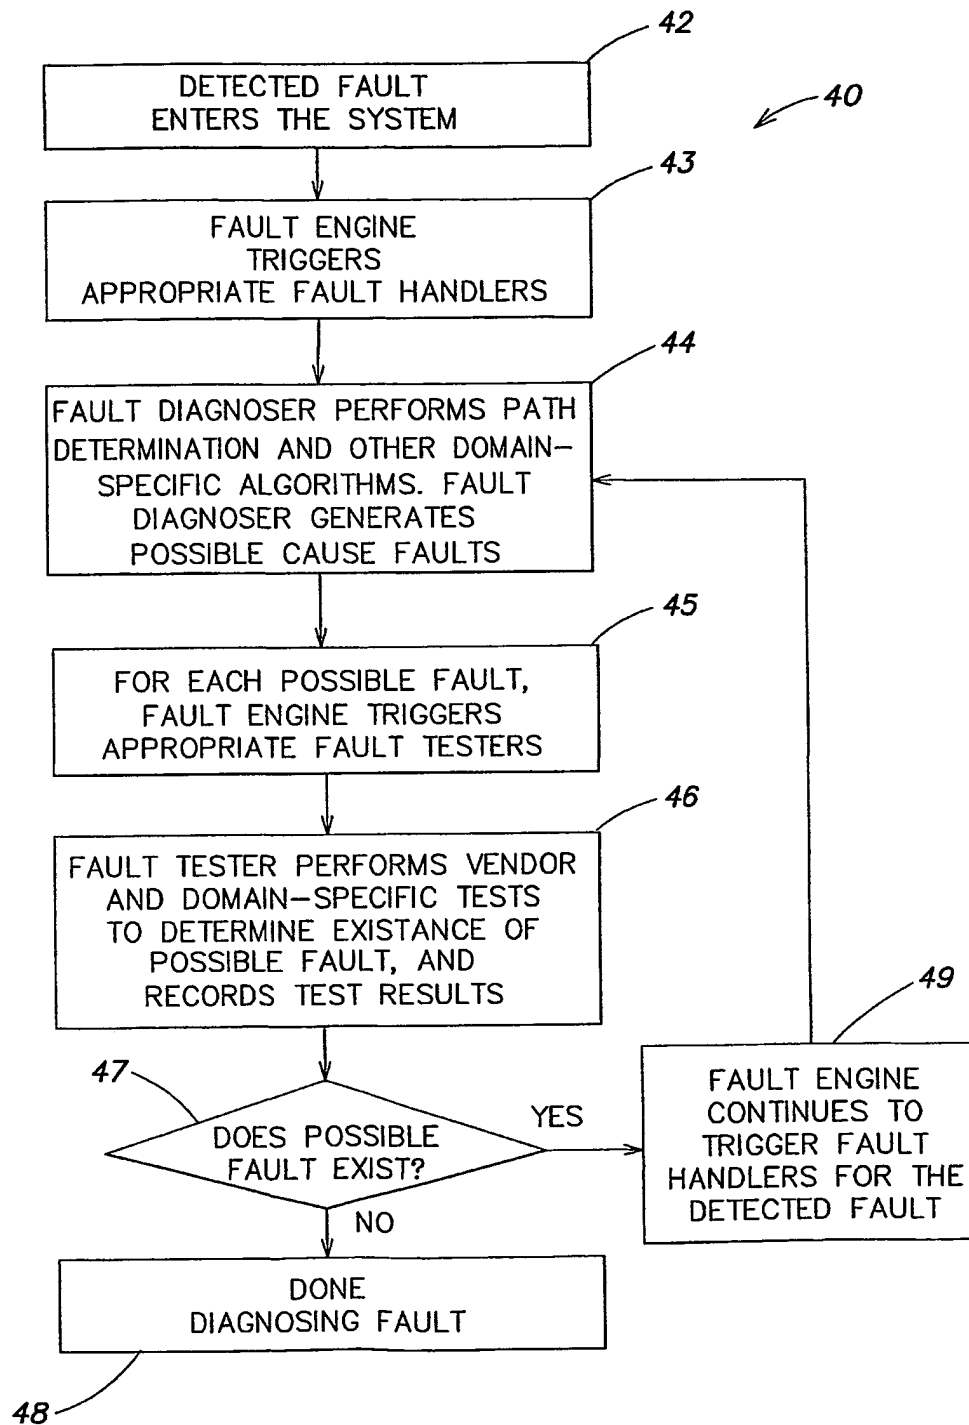 42
DETECTED FAULT
ENTERS THE SYSTEM
40
43
FAULT ENGINE
TRIGGERS
APPROPRIATE FAULT HANDLERS
44
FAULT DIAGNOSER PERFORMS PATH
DETERMINATION AND OTHER DOMAIN–
SPECIFIC ALGORITHMS. FAULT
DIAGNOSER GENERATES
POSSIBLE CAUSE FAULTS
45
FOR EACH POSSIBLE FAULT,
FAULT ENGINE TRIGGERS
APPROPRIATE FAULT TESTERS
46
FAULT TESTER PERFORMS VENDOR
AND DOMAIN–SPECIFIC TESTS
TO DETERMINE EXISTANCE OF
POSSIBLE FAULT, AND
RECORDS TEST RESULTS
47
DOES POSSIBLE
FAULT EXIST?
YES
NO
49
FAULT ENGINE
CONTINUES TO
TRIGGER FAULT
HANDLERS FOR THE
DETECTED FAULT
DONE
DIAGNOSING FAULT
48